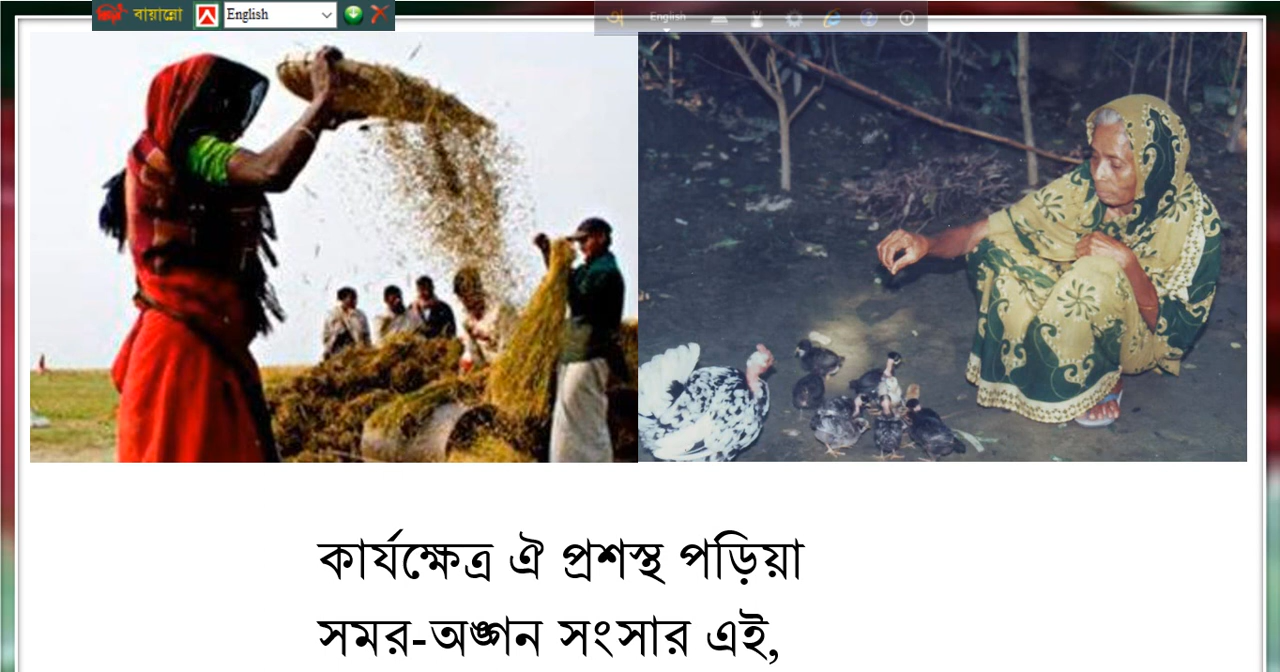 বায়ান্নো English English
কার্যক্ষেত্র ঐ প্রশস্থ পড়িয়া
সমর-অঙ্গন সংসার এই,